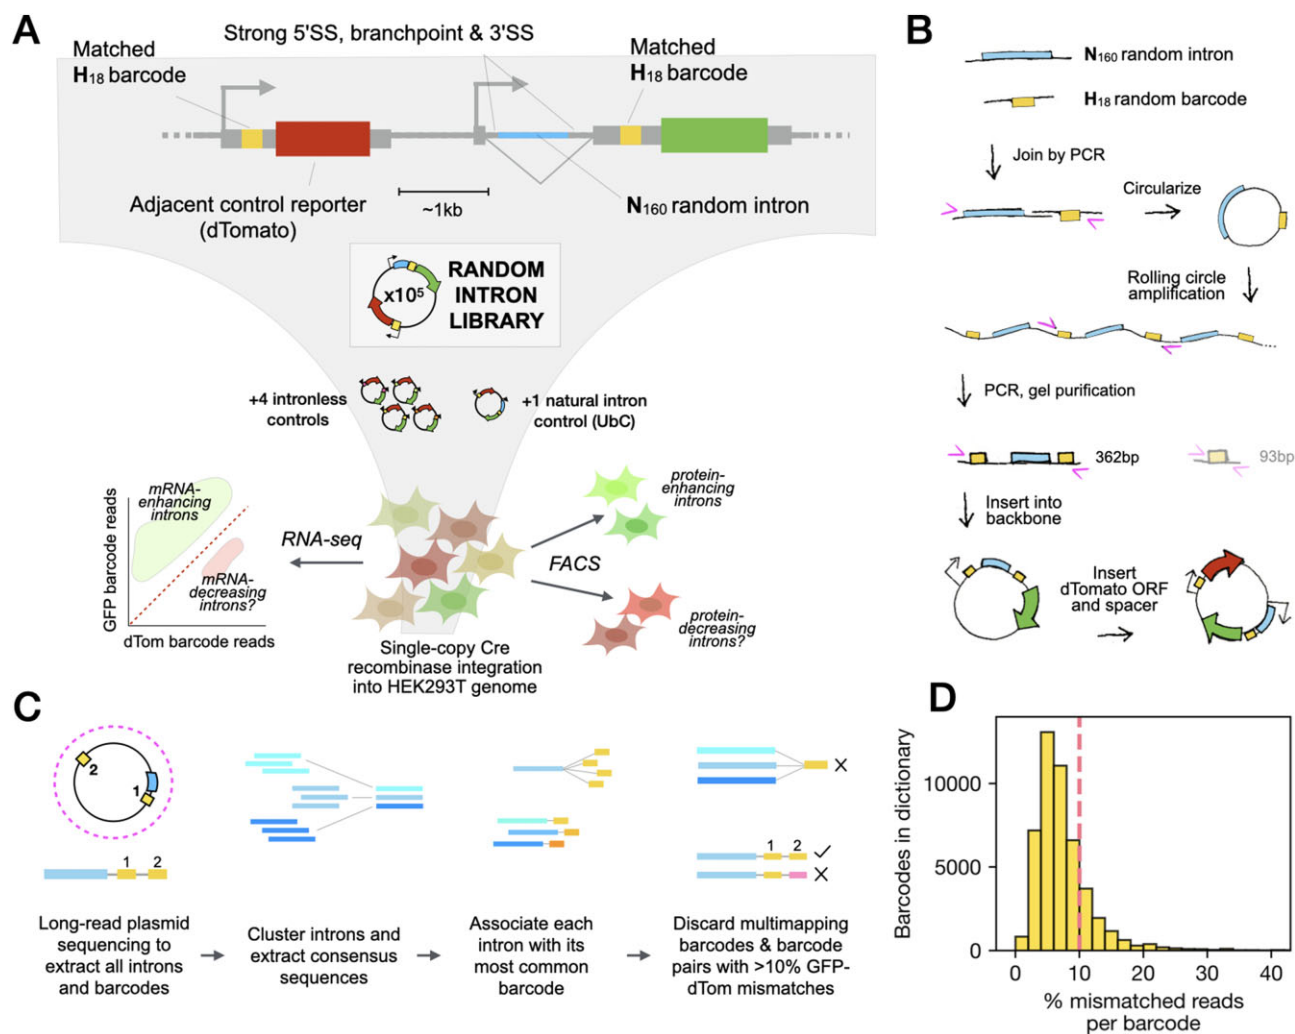 A
Strong 5'SS, branchpoint & 3'SS
Matched
H18 barcode
Matched
H18 barcode
Adjacent control reporter
(dTomato)
~1kb
N160 random intron
x10⁵
RANDOM
INTRON
LIBRARY
+4 intronless
controls
+1 natural intron
control (UbC)
GFP barcode reads
mRNA-
enhancing
introns
mRNA-
decreasing
introns?
dTom barcode reads
RNA-seq
FACS
protein-
enhancing
introns
protein-
decreasing
introns?
Single-copy Cre
recombinase integration
into HEK293T genome
B
N160 random intron
H18 random barcode
Join by PCR
Circularize
Rolling circle
amplification
PCR, gel purification
362bp
93bp
Insert into
backbone
Insert
dTomato ORF
and spacer
C
2
1
1 2
1 2
Long-read plasmid
sequencing to
extract all introns
and barcodes
Cluster introns and
extract consensus
sequences
Associate each
intron with its
most common
barcode
Discard multimapping
barcodes & barcode
pairs with >10% GFP-
dTom mismatches
D
Barcodes in dictionary
10000
5000
0
0 10 20 30 40
% mismatched reads
per barcode